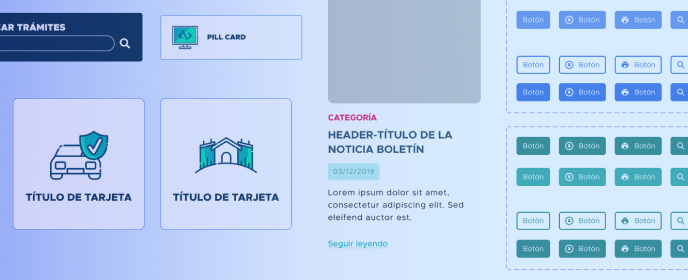 CAR TRÁMITES
PILL CARD
TÍTULO DE TARJETA
TÍTULO DE TARJETA
CATEGORÍA
HEADER-TÍTULO DE LA
NOTICIA BOLETÍN
03/12/2019
Lorem ipsum dolor sit amet,
consectetur adipiscing elit. Sed
eleifend auctor est.
Seguir leyendo
Botón Botón Botón
Botón Botón Botón
Botón Botón Botón
Botón Botón Botón
Botón Botón Botón
Botón Botón Botón
Botón Botón Botón